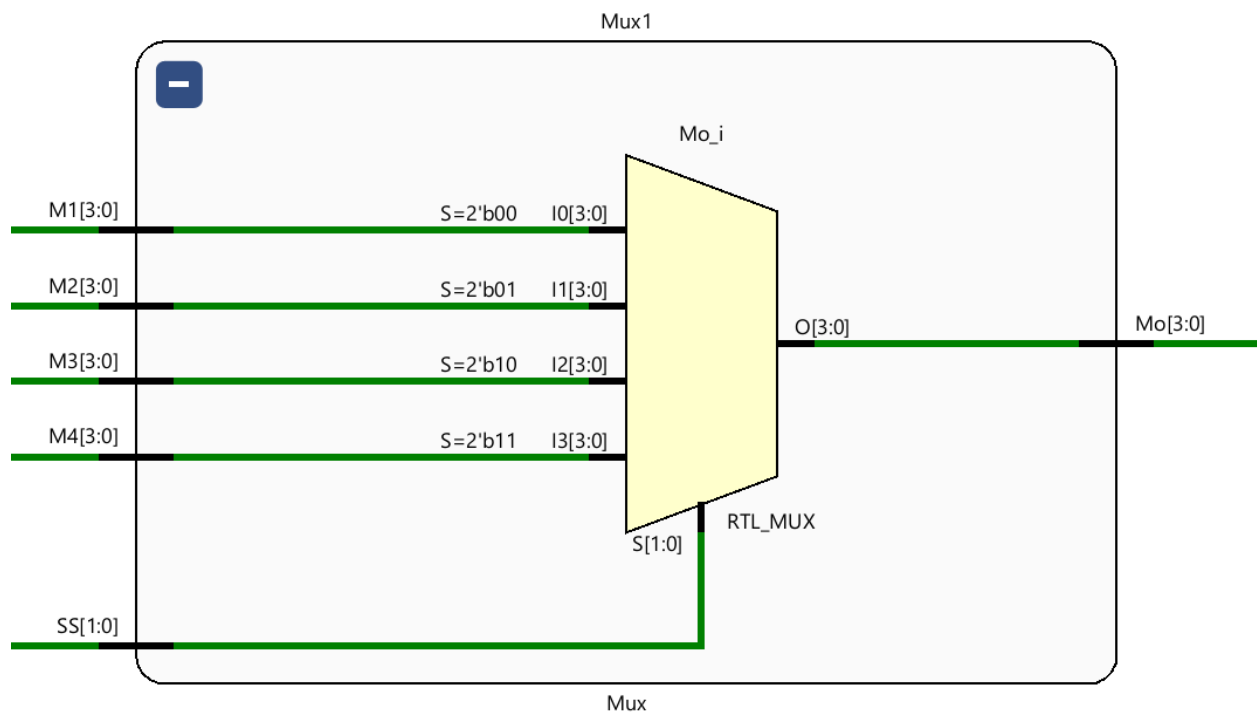 Mux1
Mo_i
M1[3:0] S=2'b00 I0[3:0]
M2[3:0] S=2'b01 I1[3:0]
O[3:0] Mo[3:0]
M3[3:0] S=2'b10 I2[3:0]
M4[3:0] S=2'b11 I3[3:0]
RTL_MUX
S[1:0]
SS[1:0]
Mux